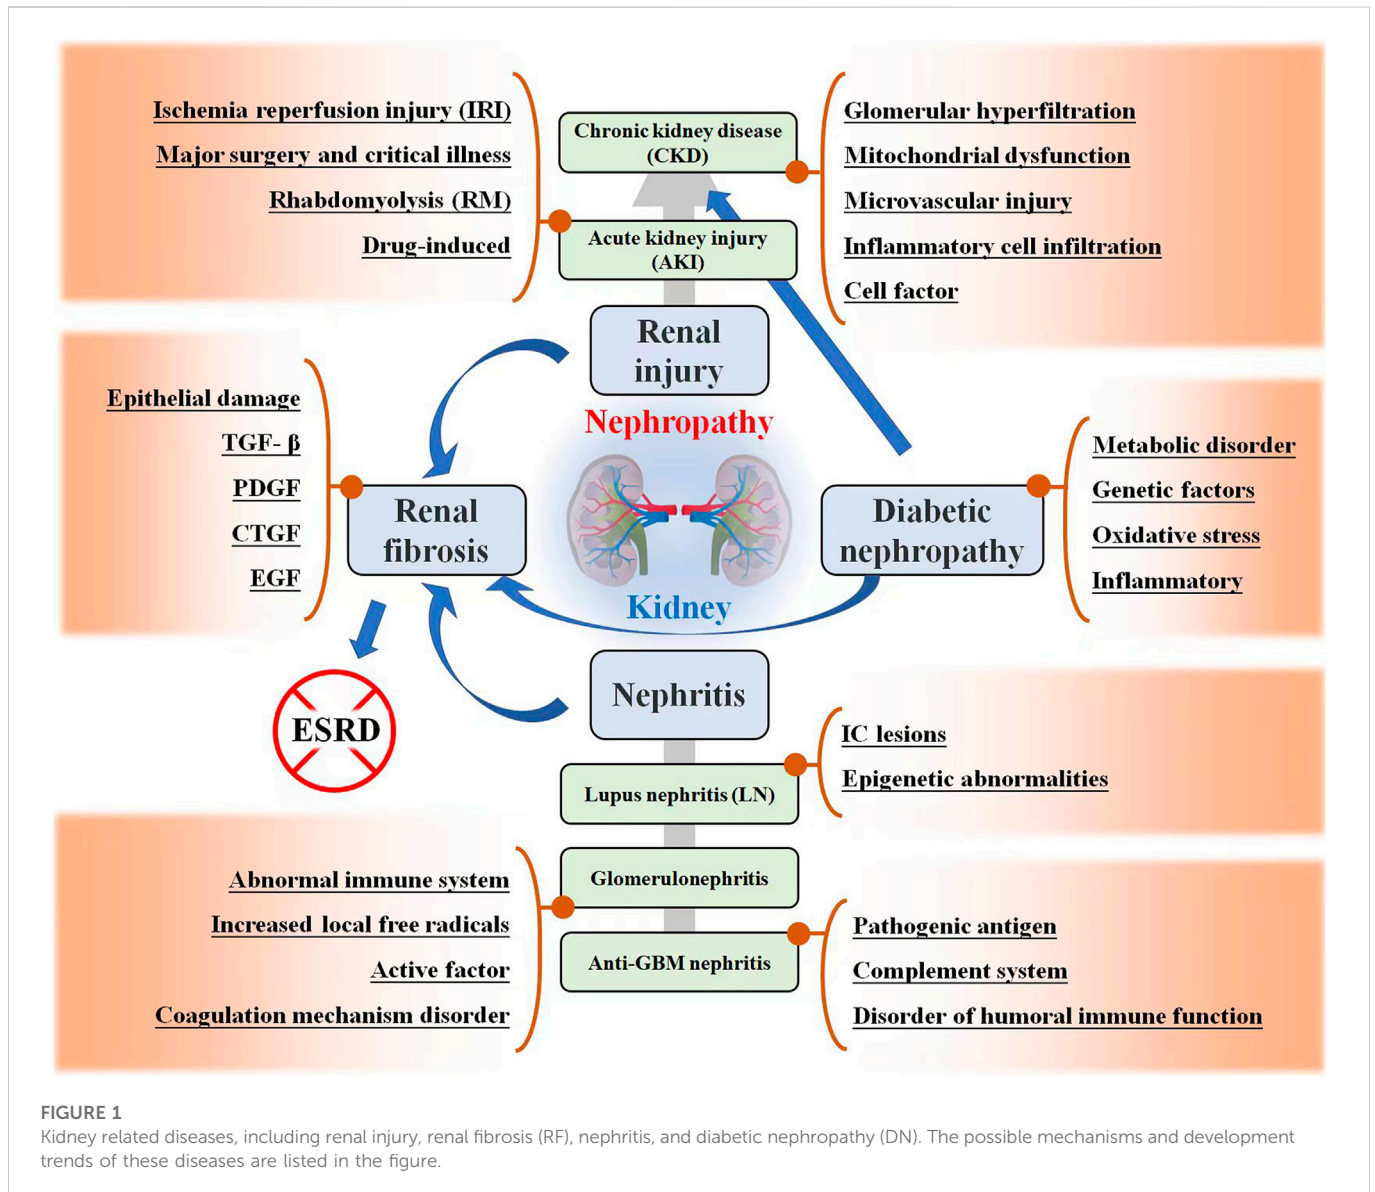 Ischemia reperfusion injury (IRI)
Major surgery and critical illness
Rhabdomyolysis (RM)
Drug-induced
Chronic kidney disease
(CKD)
Acute kidney injury
(AKI)
Glomerular hyperfiltration
Mitochondrial dysfunction
Microvascular injury
Inflammatory cell infiltration
Cell factor
Renal
injury
Nephropathy
Epithelial damage
TGF- β
PDGF
CTGF
EGF
Renal
fibrosis
Diabetic
nephropathy
Metabolic disorder
Genetic factors
Oxidative stress
Inflammatory
Kidney
Nephritis
ESRD
Lupus nephritis (LN)
IC lesions
Epigenetic abnormalities
Abnormal immune system
Increased local free radicals
Active factor
Coagulation mechanism disorder
Glomerulonephritis
Anti-GBM nephritis
Pathogenic antigen
Complement system
Disorder of humoral immune function
FIGURE 1
Kidney related diseases, including renal injury, renal fibrosis (RF), nephritis, and diabetic nephropathy (DN). The possible mechanisms and development
trends of these diseases are listed in the figure.